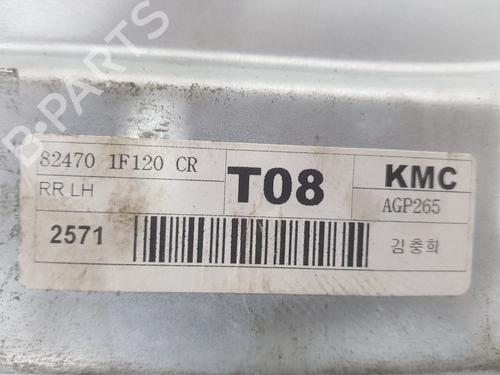 82470 1F120 CR
RR LH
T08
KMC
AGP265
2571
김충희
B-PARTS